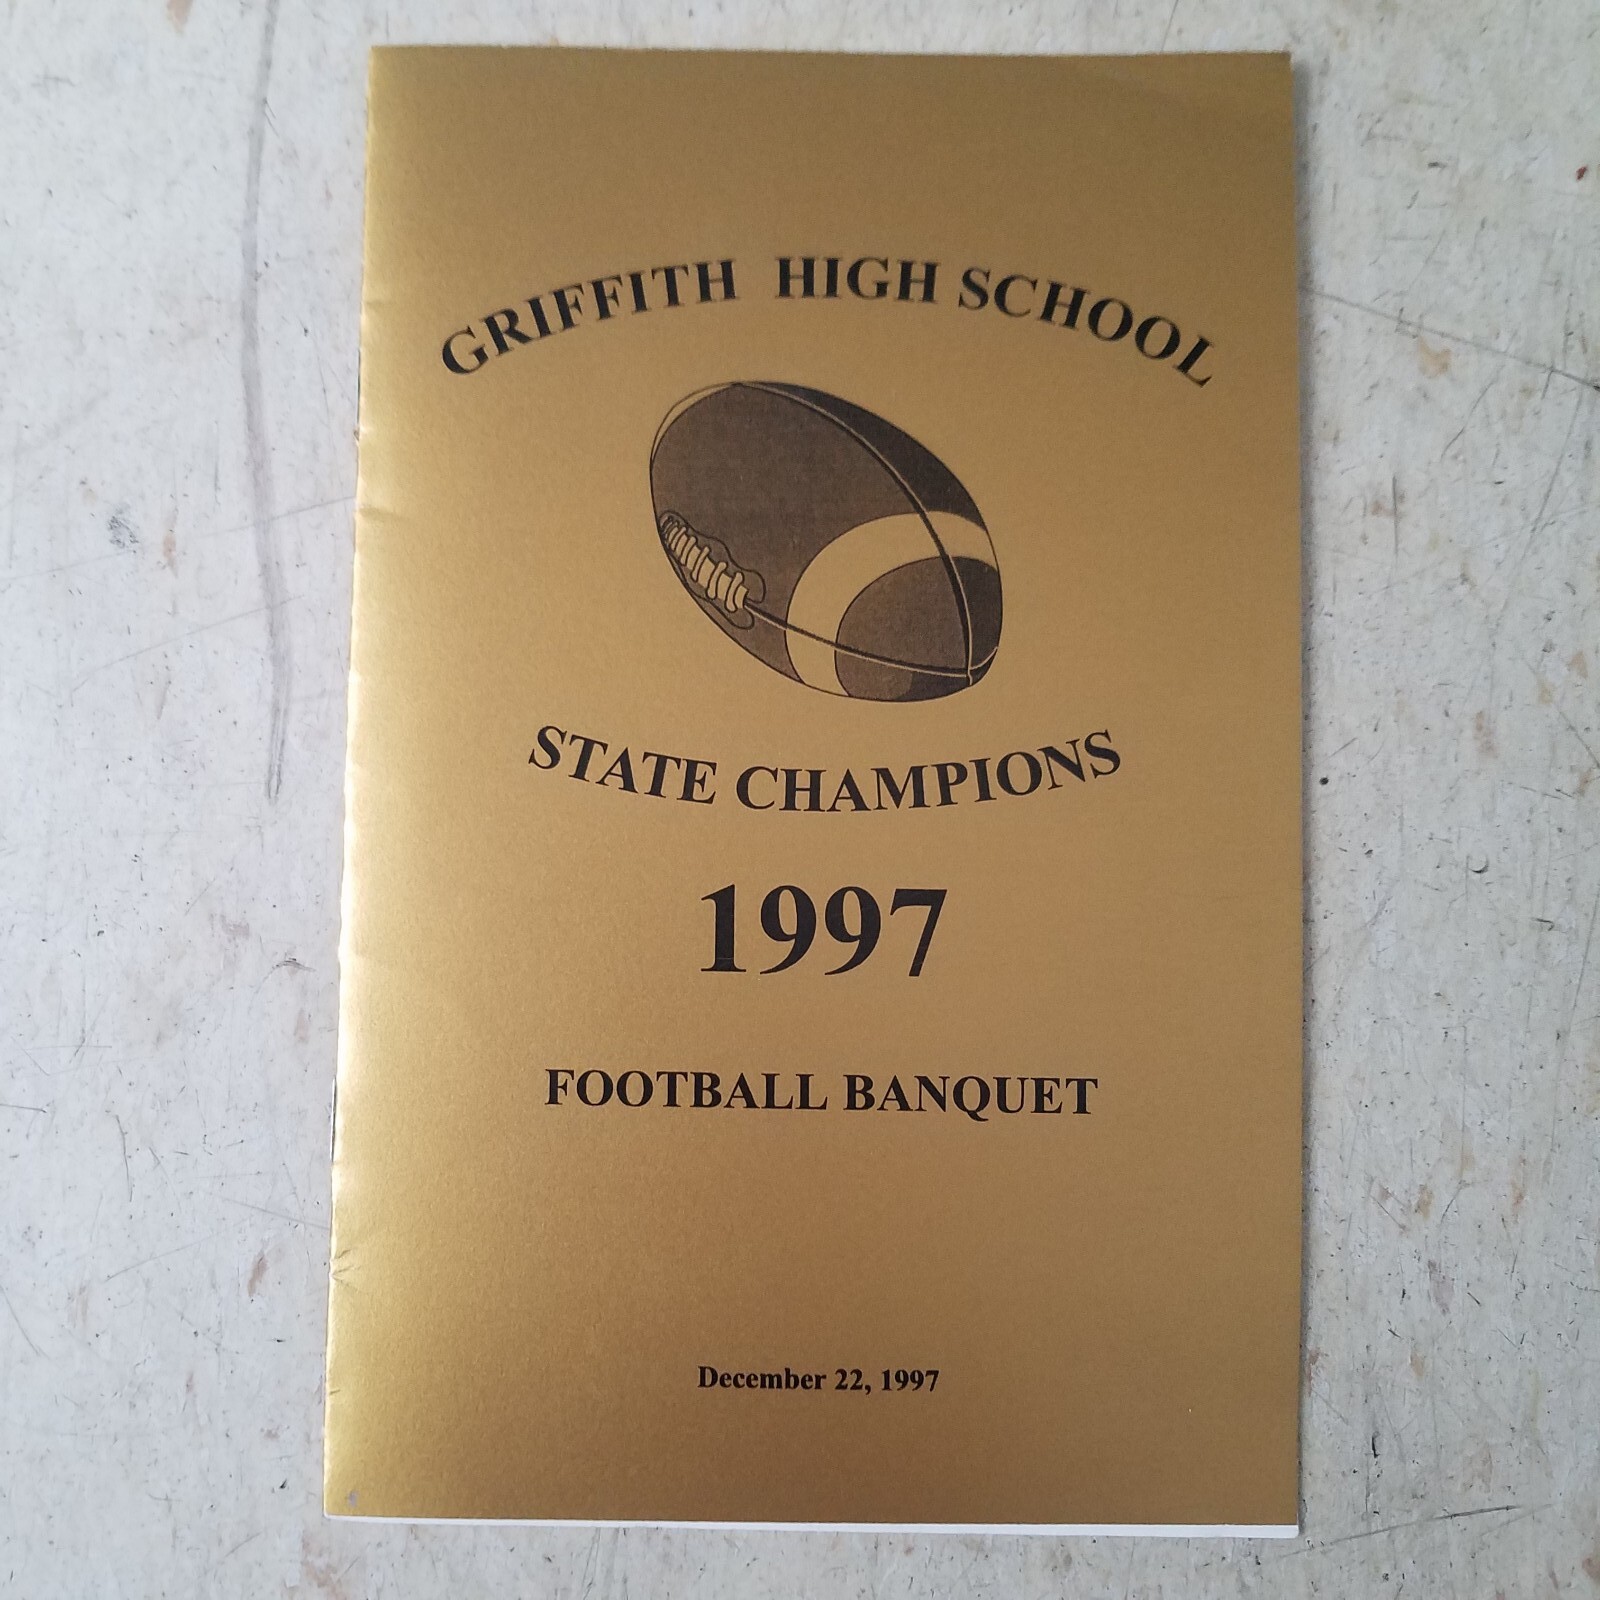 GRIFFITH HIGH SCHOOL
STATE CHAMPIONS
1997
FOOTBALL BANQUET
December 22, 1997